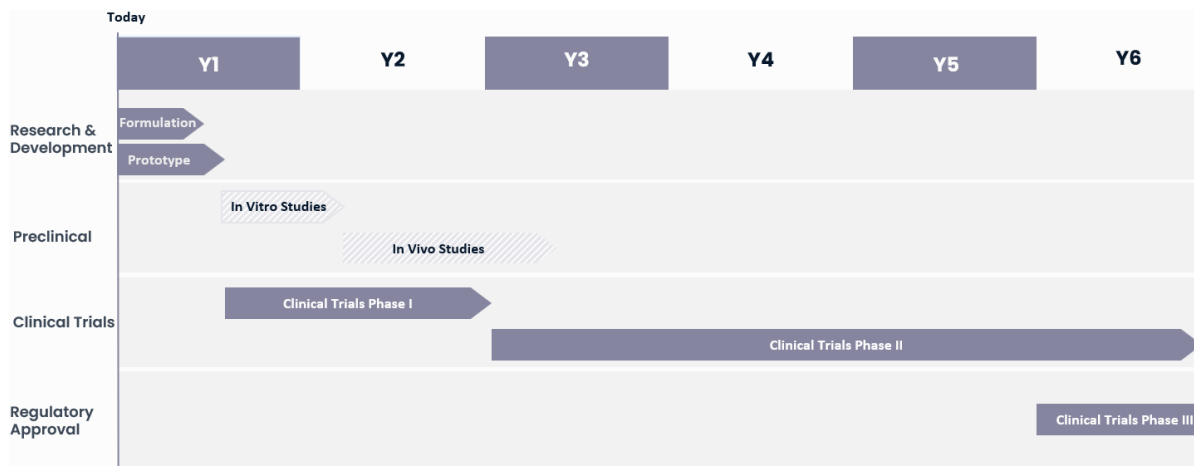 Today
Y1
Y2
Y3
Y4
Y5
Y6
Research &
Development
Formulation
Prototype
Preclinical
In Vitro Studies
In Vivo Studies
Clinical Trials
Clinical Trials Phase I
Clinical Trials Phase II
Regulatory
Approval
Clinical Trials Phase III